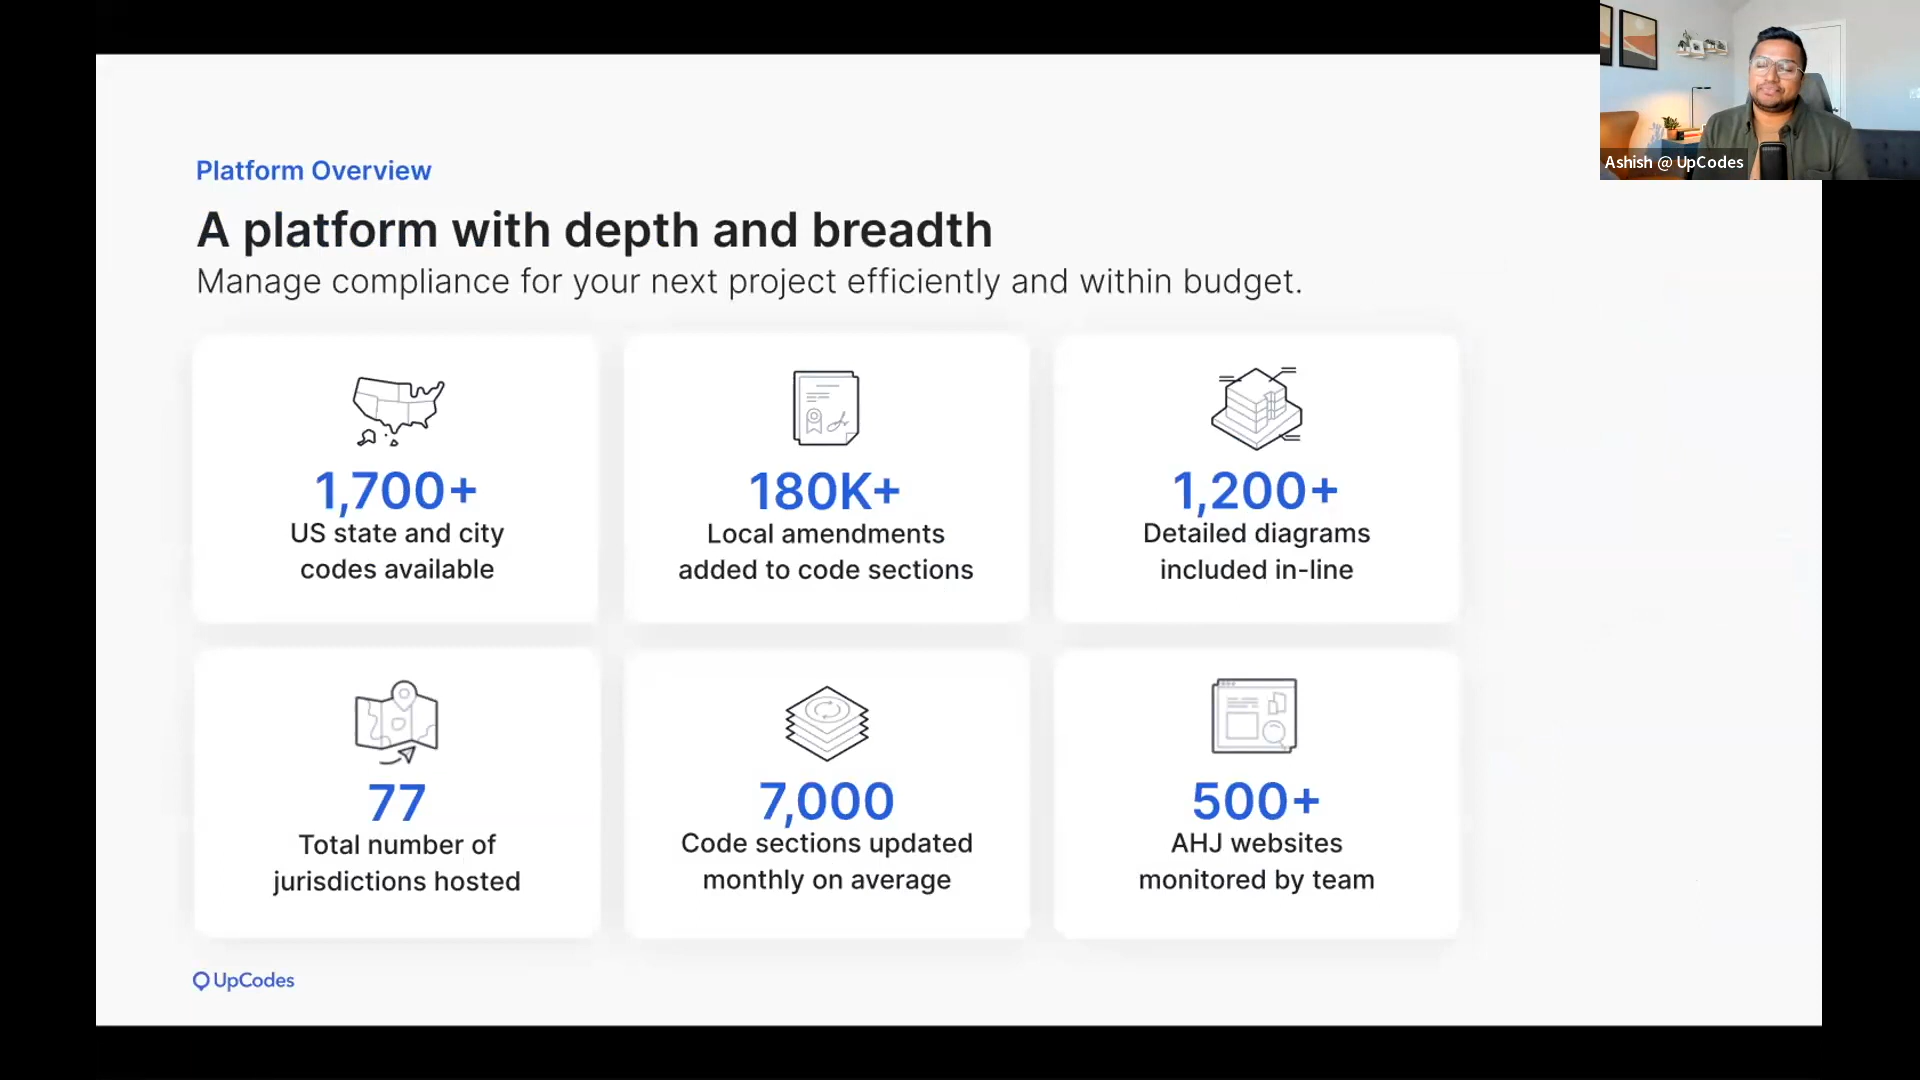 Platform Overview
A platform with depth and breadth
Manage compliance for your next project efficiently and within budget.
1,700+
US state and city
codes available
180K+
Local amendments
added to code sections
1,200+
Detailed diagrams
included in-line
77
Total number of
jurisdictions hosted
7,000
Code sections updated
monthly on average
500+
AHJ websites
monitored by team
UpCodes
Ashish @ UpCodes